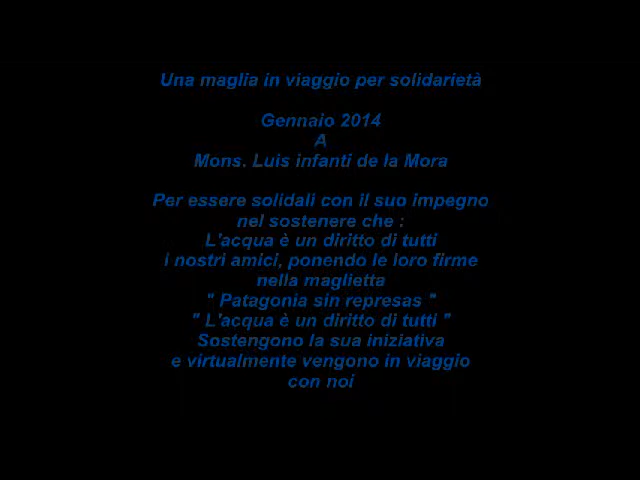 Una maglia in viaggio per solidarietà
Gennaio 2014
A
Mons. Luis infanti de la Mora
Per essere solidali con il suo impegno
nel sostenere che :
L'acqua è un diritto di tutti
i nostri amici, ponendo le loro firme
nella maglietta
" Patagonia sin represas "
" L'acqua è un diritto di tutti "
Sostengono la sua iniziativa
e virtualmente vengono in viaggio
con noi